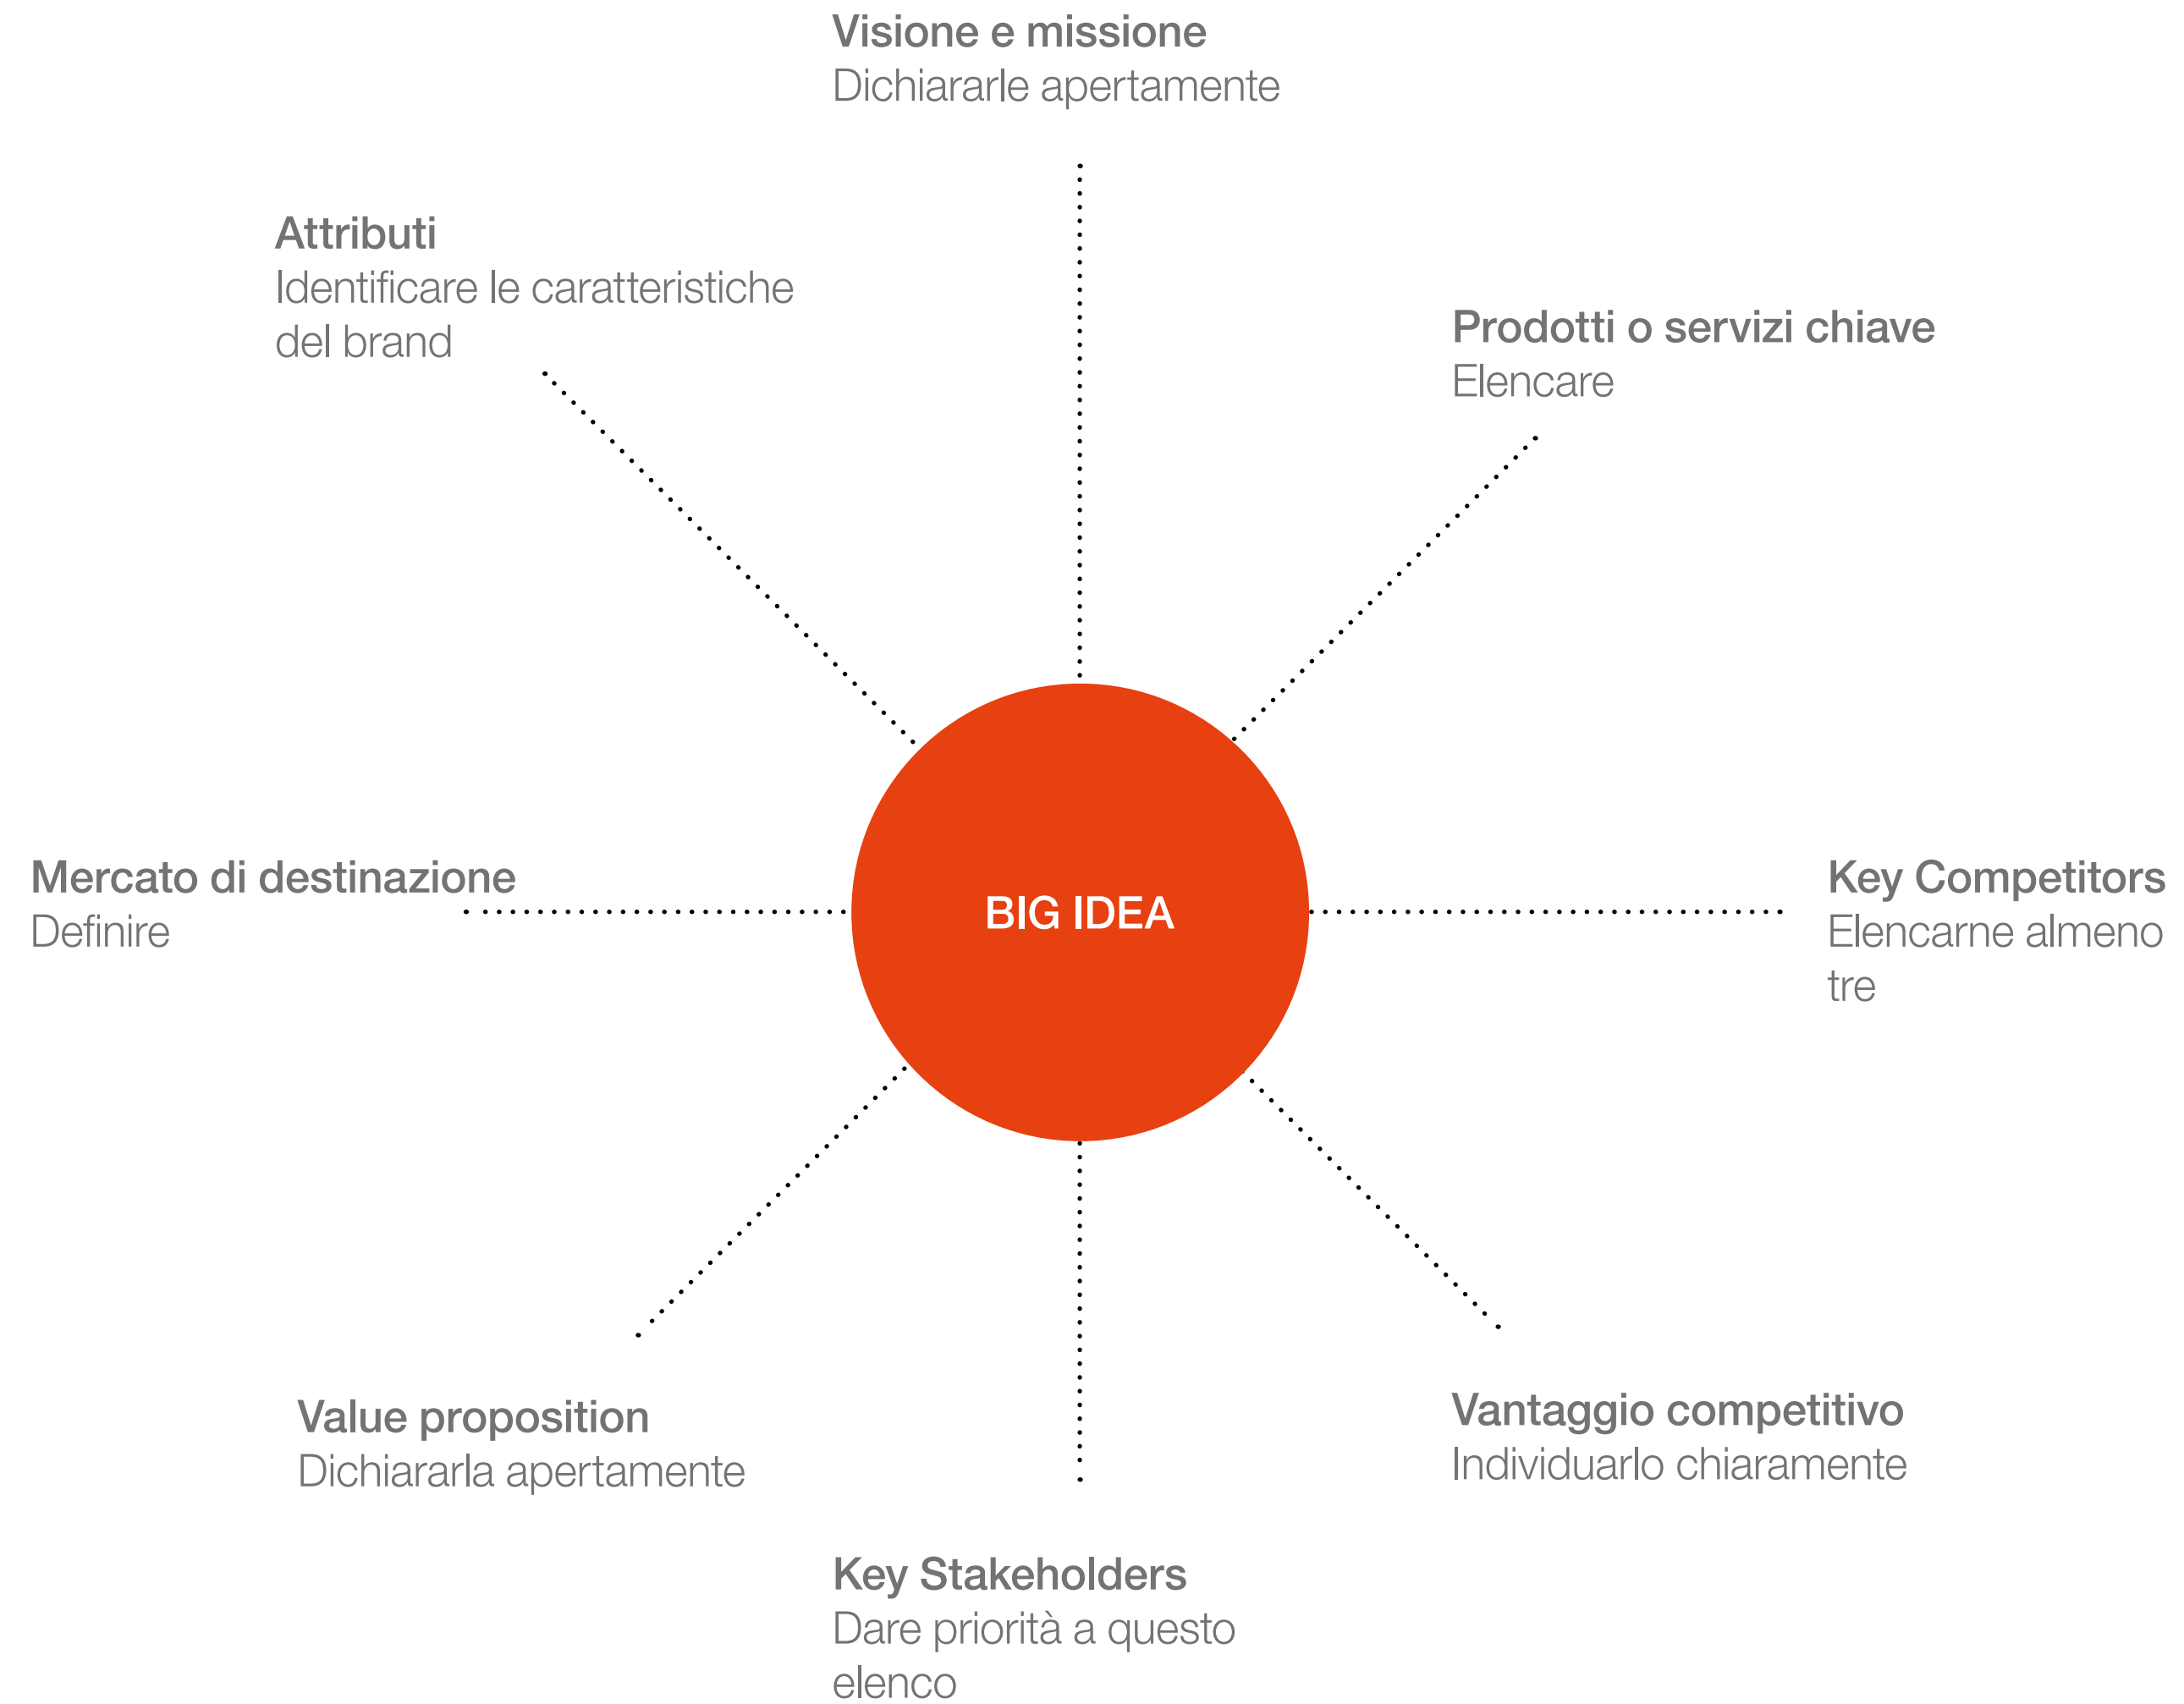 Visione e missione
Dichiararle apertamente
Attributi
Identificare le caratteristiche
del brand
Prodotti o servizi chiave
Elencare
Mercato di destinazione
Definire
BIG IDEA
Key Competitors
Elencarne almeno
tre
Value proposition
Dichiararla apertamente
Vantaggio competitivo
Individuarlo chiaramente
Key Stakeholders
Dare priorità a questo
elenco